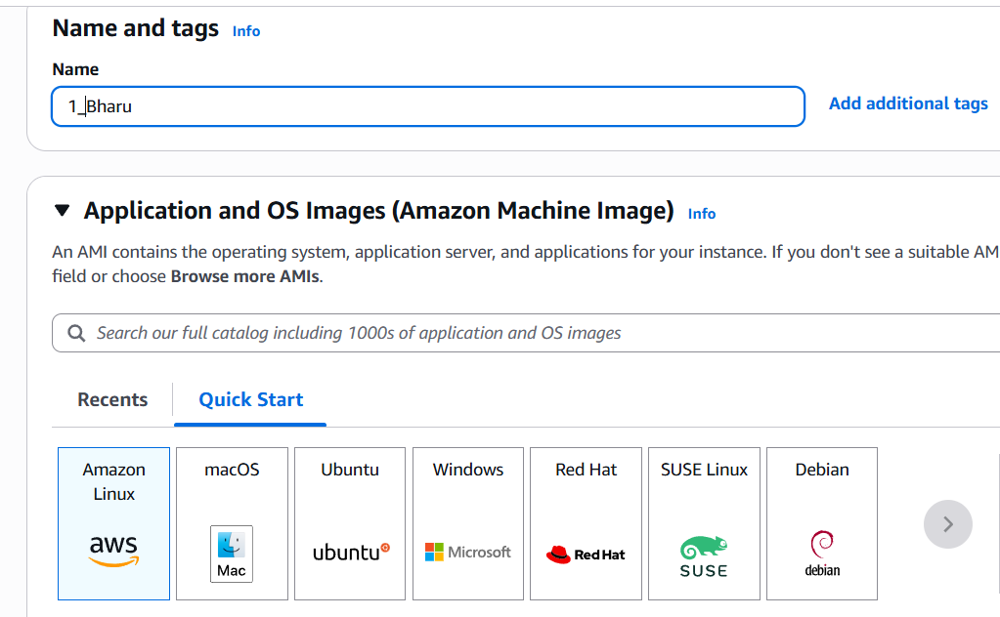 Name and tags Info
Name
1_Bharu
Add additional tags
Application and OS Images (Amazon Machine Image) Info
An AMI contains the operating system, application server, and applications for your instance. If you don't see a suitable AM
field or choose Browse more AMIs.
Search our full catalog including 1000s of application and OS images
Recents
Quick Start
Amazon
Linux
aws
macOS
Mac
Ubuntu
ubuntu
Windows
Microsoft
Red Hat
Red Hat
SUSE Linux
SUSE
Debian
debian